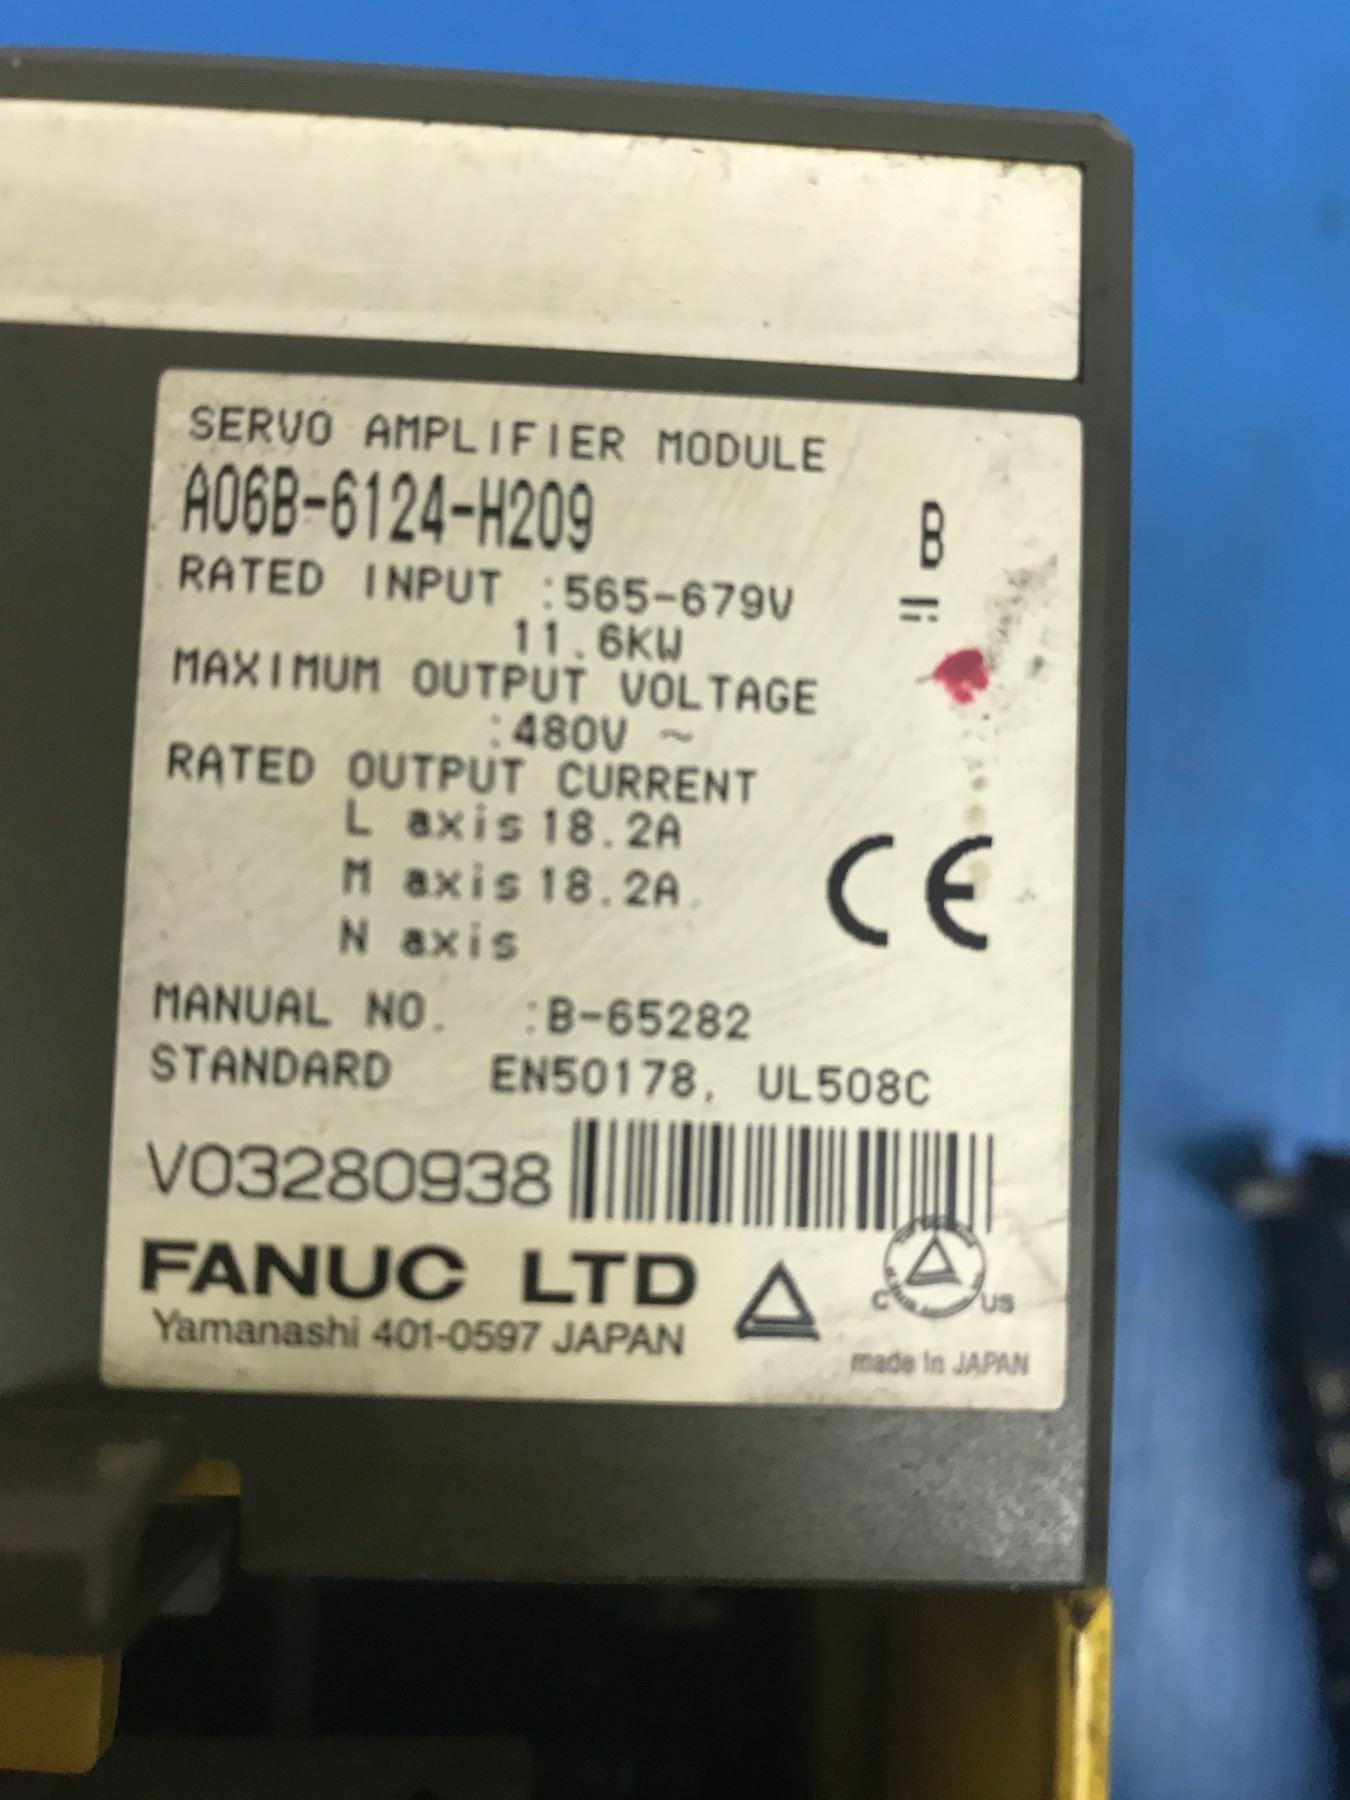 SERVO AMPLIFIER MODULE
A06B-6124-H209 B
RATED INPUT :565-679V ⎓
11.6KW
MAXIMUM OUTPUT VOLTAGE
:480V ~
RATED OUTPUT CURRENT
L axis 18.2A
M axis 18.2A
N axis
CE
MANUAL NO. :B-65282
STANDARD EN50178, UL508C
V03280938
FANUC LTD
Yamanashi 401-0597 JAPAN
C US
made in JAPAN